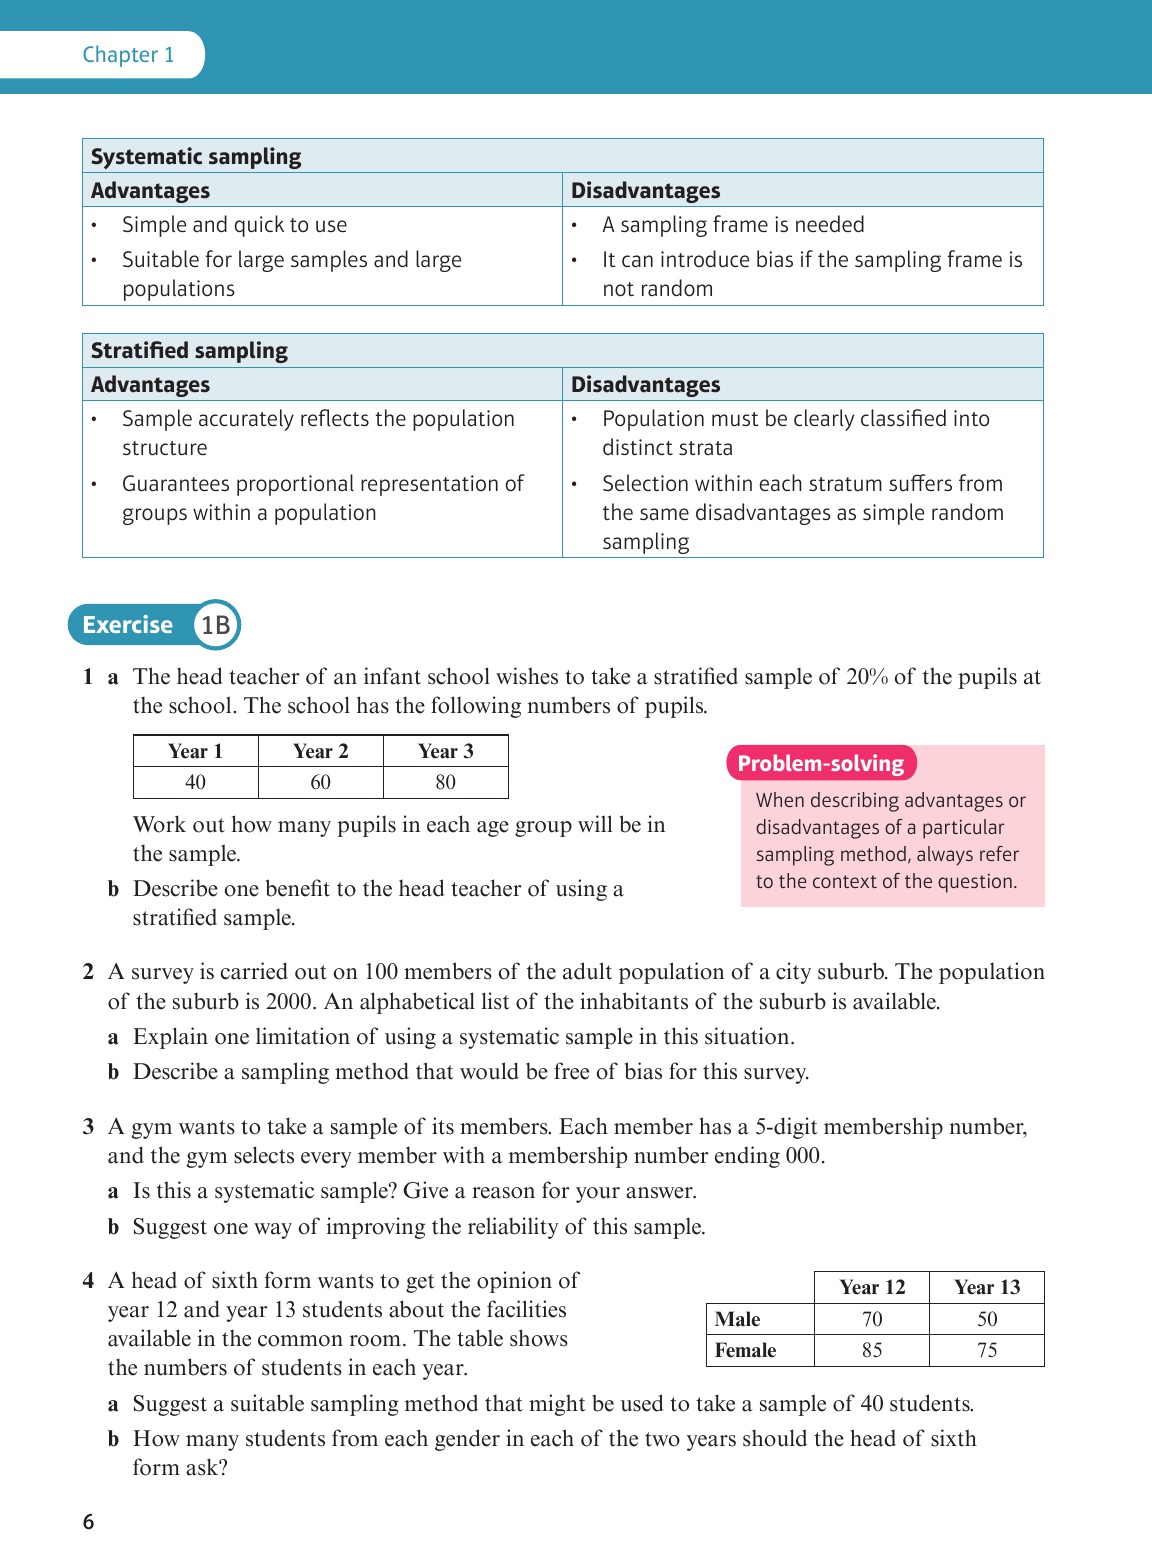 Chapter 1
Systematic sampling
Advantages
Disadvantages
• Simple and quick to use
• Suitable for large samples and large
populations
• A sampling frame is needed
• It can introduce bias if the sampling frame is
not random
Stratified sampling
Advantages
Disadvantages
• Sample accurately reflects the population
structure
• Guarantees proportional representation of
groups within a population
• Population must be clearly classified into
distinct strata
• Selection within each stratum suffers from
the same disadvantages as simple random
sampling
Exercise 1B
1 a The head teacher of an infant school wishes to take a stratified sample of 20% of the pupils at
the school. The school has the following numbers of pupils.
Year 1 Year 2 Year 3
40 60 80
Work out how many pupils in each age group will be in
the sample.
b Describe one benefit to the head teacher of using a
stratified sample.
Problem-solving
When describing advantages or
disadvantages of a particular
sampling method, always refer
to the context of the question.
2 A survey is carried out on 100 members of the adult population of a city suburb. The population
of the suburb is 2000. An alphabetical list of the inhabitants of the suburb is available.
a Explain one limitation of using a systematic sample in this situation.
b Describe a sampling method that would be free of bias for this survey.
3 A gym wants to take a sample of its members. Each member has a 5-digit membership number,
and the gym selects every member with a membership number ending 000.
a Is this a systematic sample? Give a reason for your answer.
b Suggest one way of improving the reliability of this sample.
4 A head of sixth form wants to get the opinion of
year 12 and year 13 students about the facilities
available in the common room. The table shows
the numbers of students in each year.
Year 12 Year 13
Male 70 50
Female 85 75
a Suggest a suitable sampling method that might be used to take a sample of 40 students.
b How many students from each gender in each of the two years should the head of sixth
form ask?
6